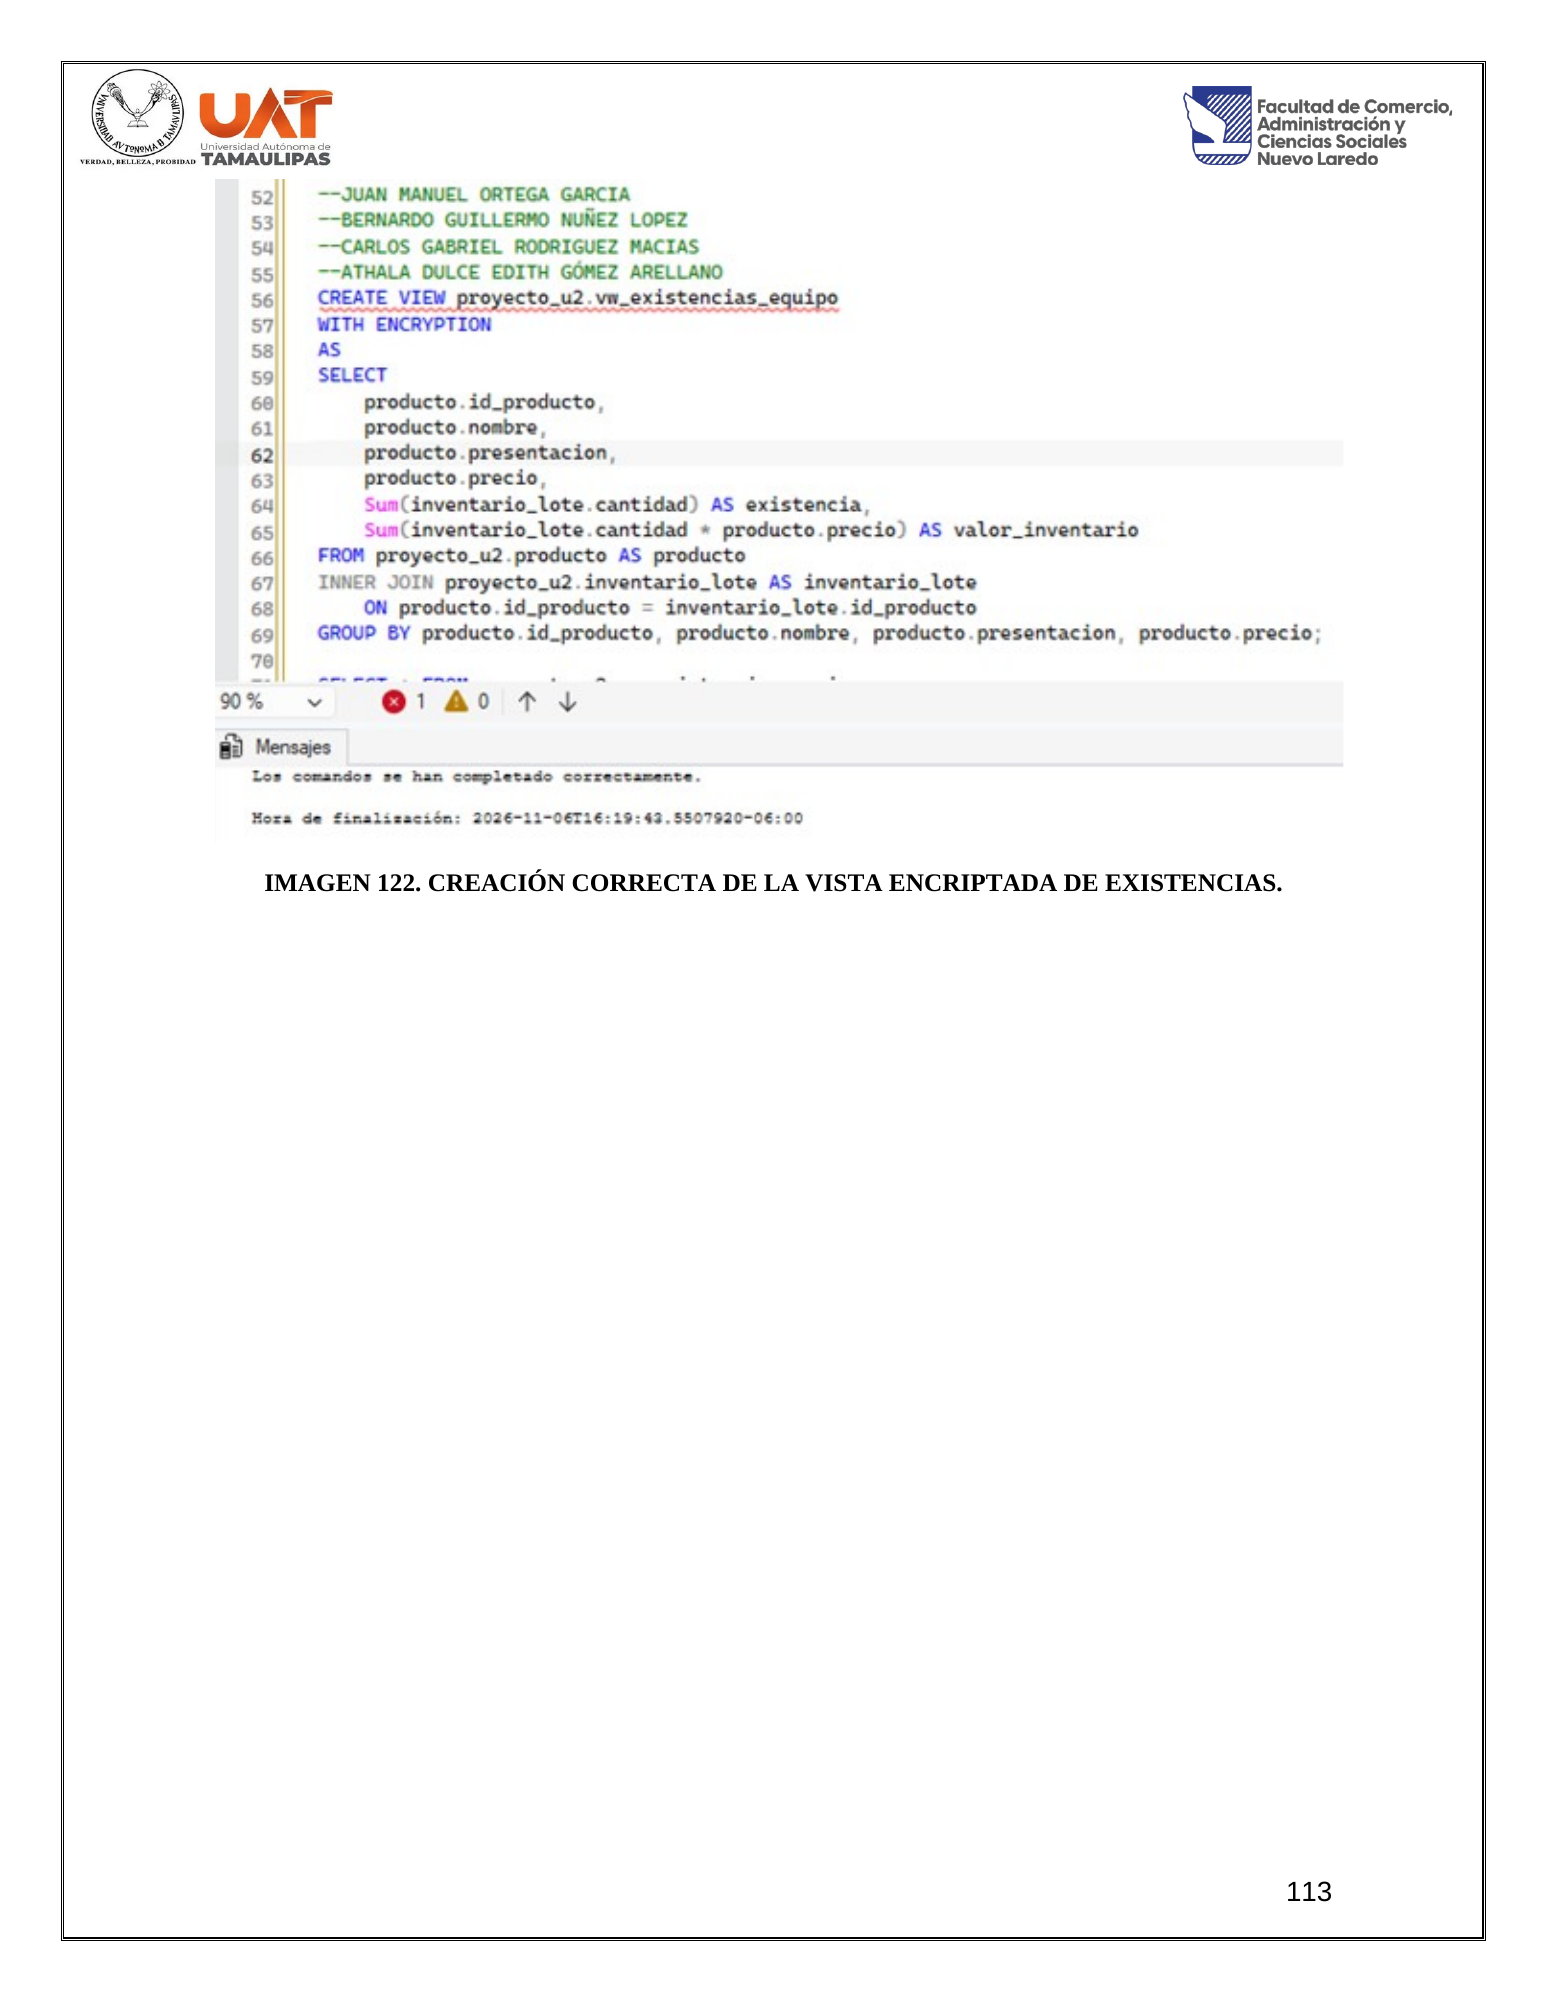 VNIVERSIDAD AVTONOMA D TAMAVLIPAS
VERDAD, BELLEZA, PROBIDAD
UAT
Universidad Autónoma de
TAMAULIPAS
Facultad de Comercio,
Administración y
Ciencias Sociales
Nuevo Laredo
52 --JUAN MANUEL ORTEGA GARCIA
53 --BERNARDO GUILLERMO NUÑEZ LOPEZ
54 --CARLOS GABRIEL RODRIGUEZ MACIAS
55 --ATHALA DULCE EDITH GÓMEZ ARELLANO
56 CREATE VIEW proyecto_u2.vw_existencias_equipo
57 WITH ENCRYPTION
58 AS
59 SELECT
60 producto.id_producto,
61 producto.nombre,
62 producto.presentacion,
63 producto.precio,
64 Sum(inventario_lote.cantidad) AS existencia,
65 Sum(inventario_lote.cantidad * producto.precio) AS valor_inventario
66 FROM proyecto_u2.producto AS producto
67 INNER JOIN proyecto_u2.inventario_lote AS inventario_lote
68 ON producto.id_producto = inventario_lote.id_producto
69 GROUP BY producto.id_producto, producto.nombre, producto.presentacion, producto.precio;
70
90 % 1 0
Mensajes
Los comandos se han completado correctamente.
Hora de finalización: 2026-11-06T16:19:43.5507920-06:00
IMAGEN 122. CREACIÓN CORRECTA DE LA VISTA ENCRIPTADA DE EXISTENCIAS.
113